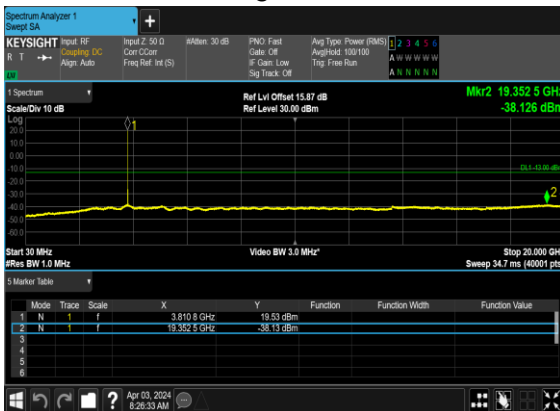 Spectrum Analyzer 1
Swept SA
KEYSIGHT Input: RF Input Z: 50 Ω #Atten: 30 dB PNO: Fast Avg Type: Power (RMS) 1 2 3 4 5 6
R T Coupling: DC Corr CCorr Gate: Off Avg|Hold: 100/100 A W W W W W
Align: Auto Freq Ref: Int (S) IF Gain: Low Trig: Free Run
Sig Track: Off A N N N N N
1 Spectrum Ref Lvl Offset 15.87 dB Mkr2 19.352 5 GHz
Scale/Div 10 dB Ref Level 30.00 dBm -38.126 dBm
Log
20.0
10.0
0.00
-10.0
-20.0
-30.0
-40.0
-50.0
-60.0
1
DL1 -13.00 dBm
2
Start 30 MHz Video BW 3.0 MHz* Stop 20.000 GHz
#Res BW 1.0 MHz Sweep 34.7 ms (40001 pts)
5 Marker Table
Mode Trace Scale X Y Function Function Width Function Value
1 N 1 f 3.810 8 GHz 19.53 dBm
2 N 1 f 19.352 5 GHz -38.13 dBm
3
4
5
6
Apr 03, 2024
8:26:33 AM